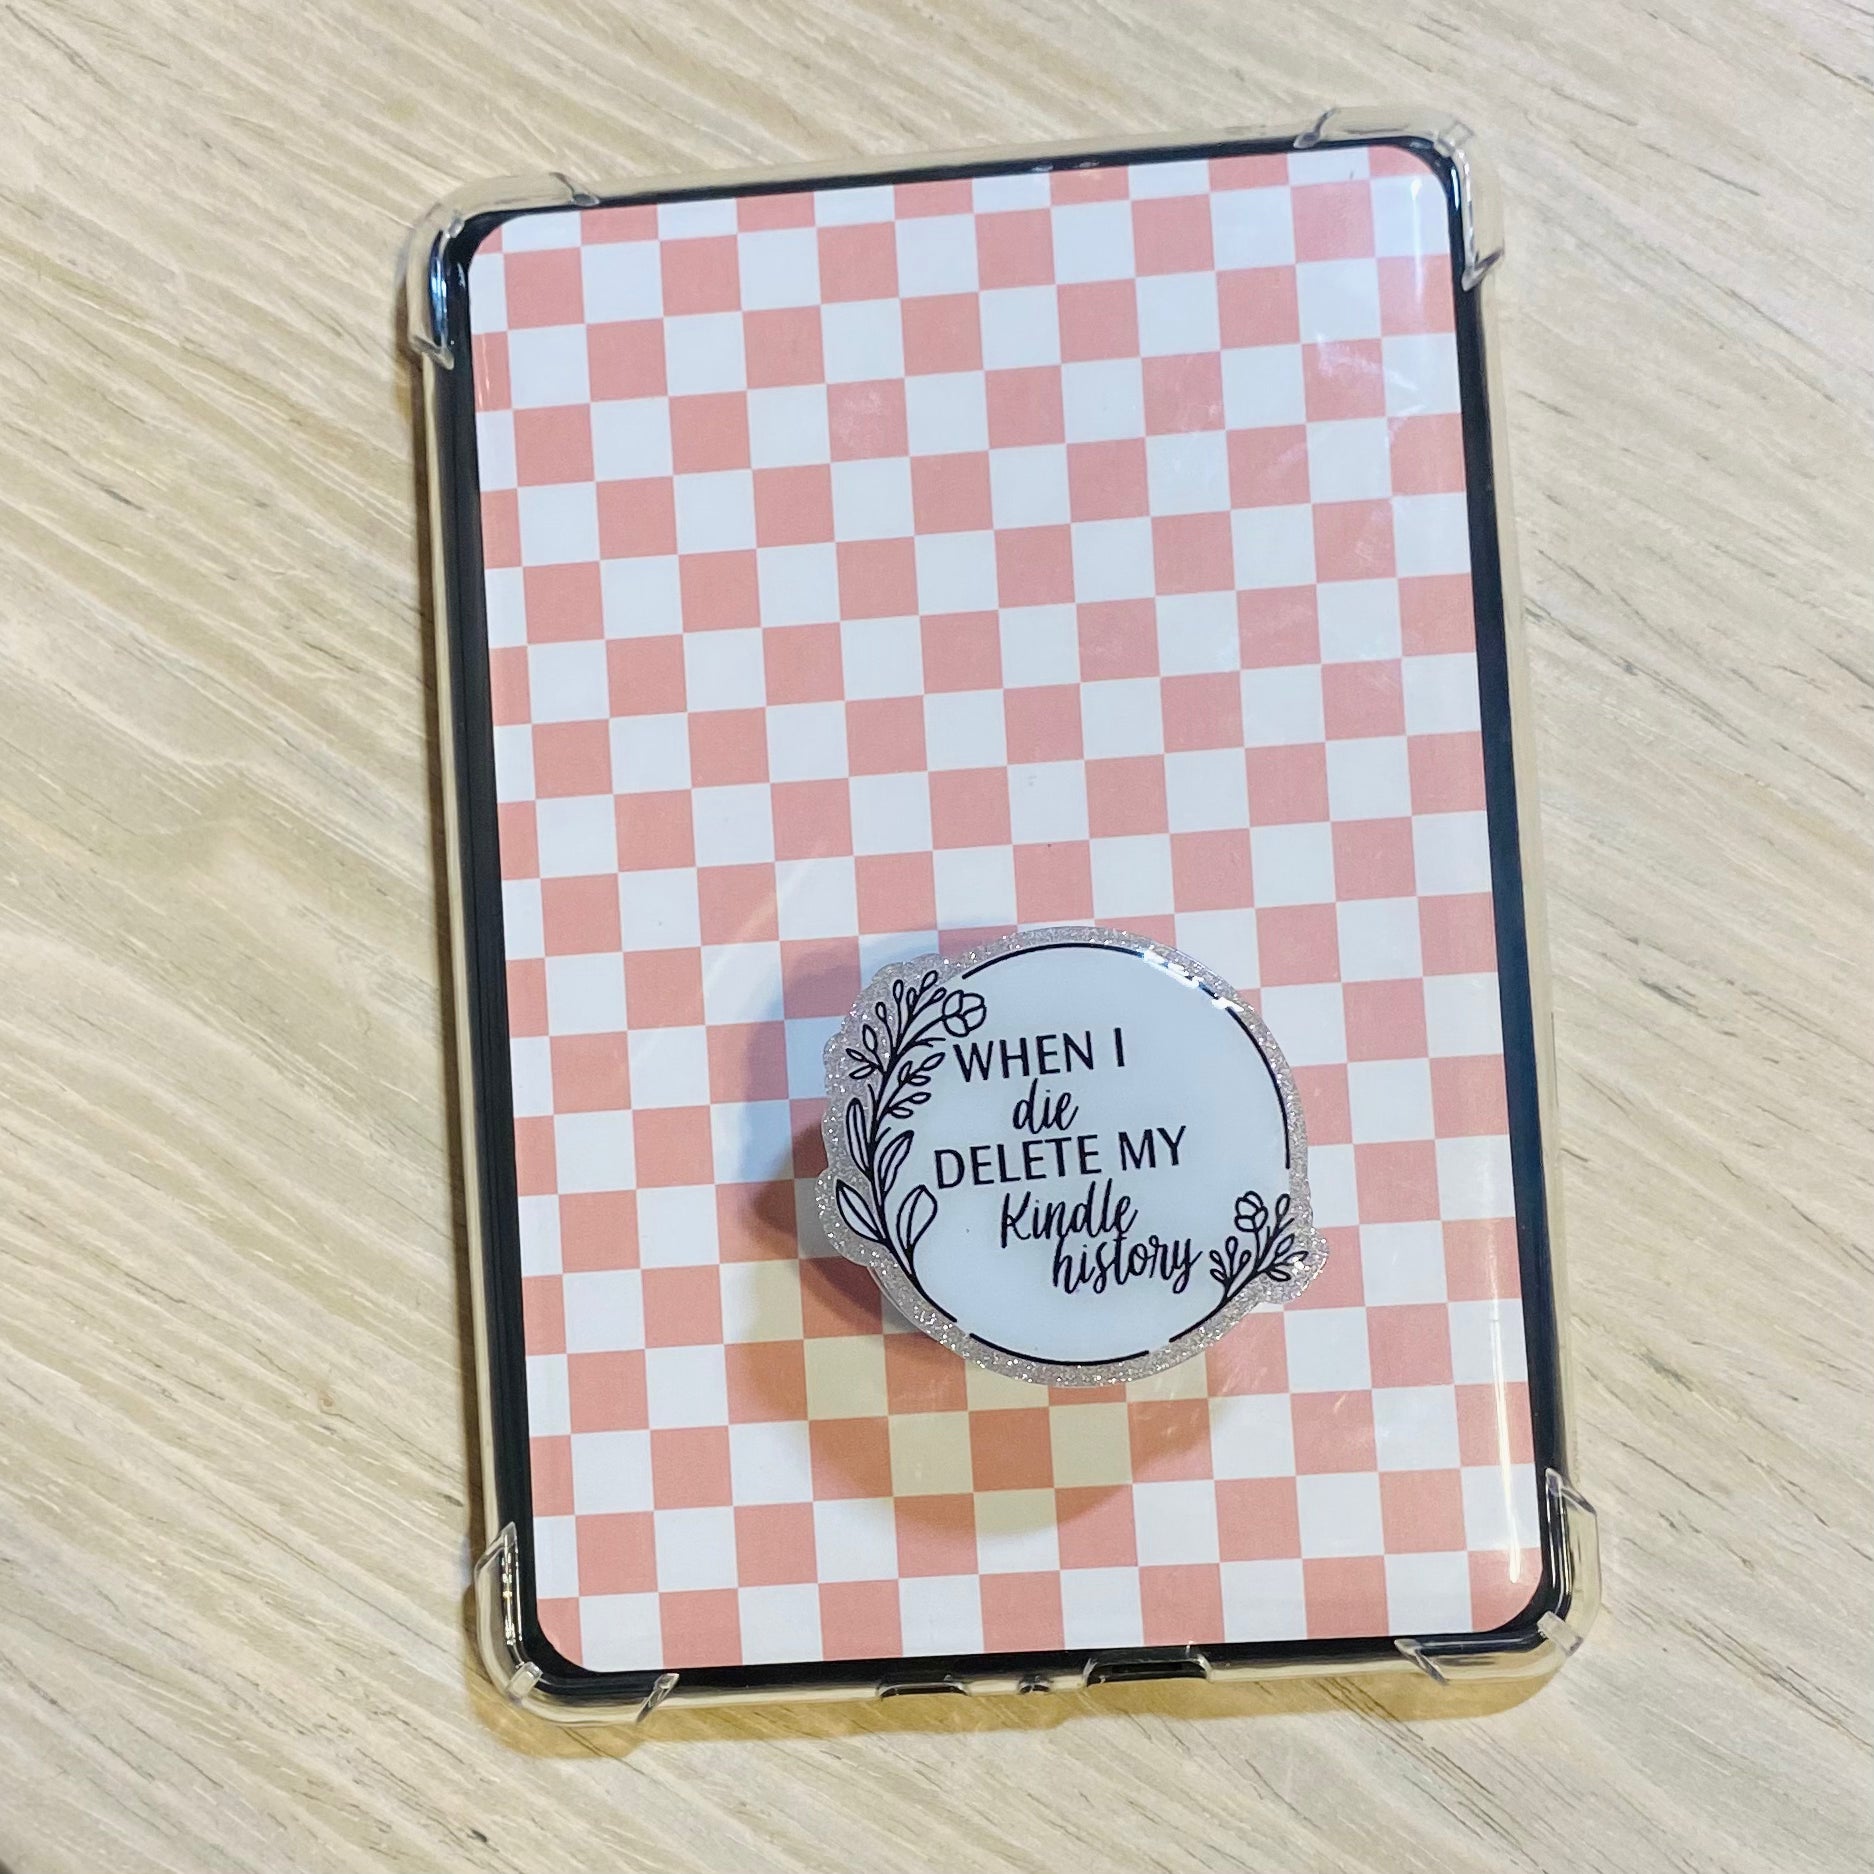 WHEN I
die
DELETE MY
Kindle
history